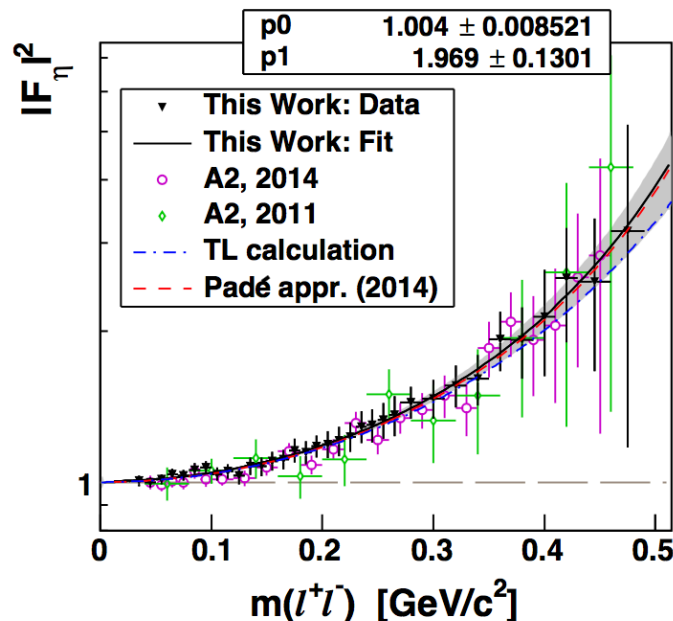 p0 1.004 ± 0.008521
p1 1.969 ± 0.1301
|F_η|²
This Work: Data
This Work: Fit
A2, 2014
A2, 2011
TL calculation
Padé appr. (2014)
1
0 0.1 0.2 0.3 0.4 0.5
m(l⁺l⁻) [GeV/c²]